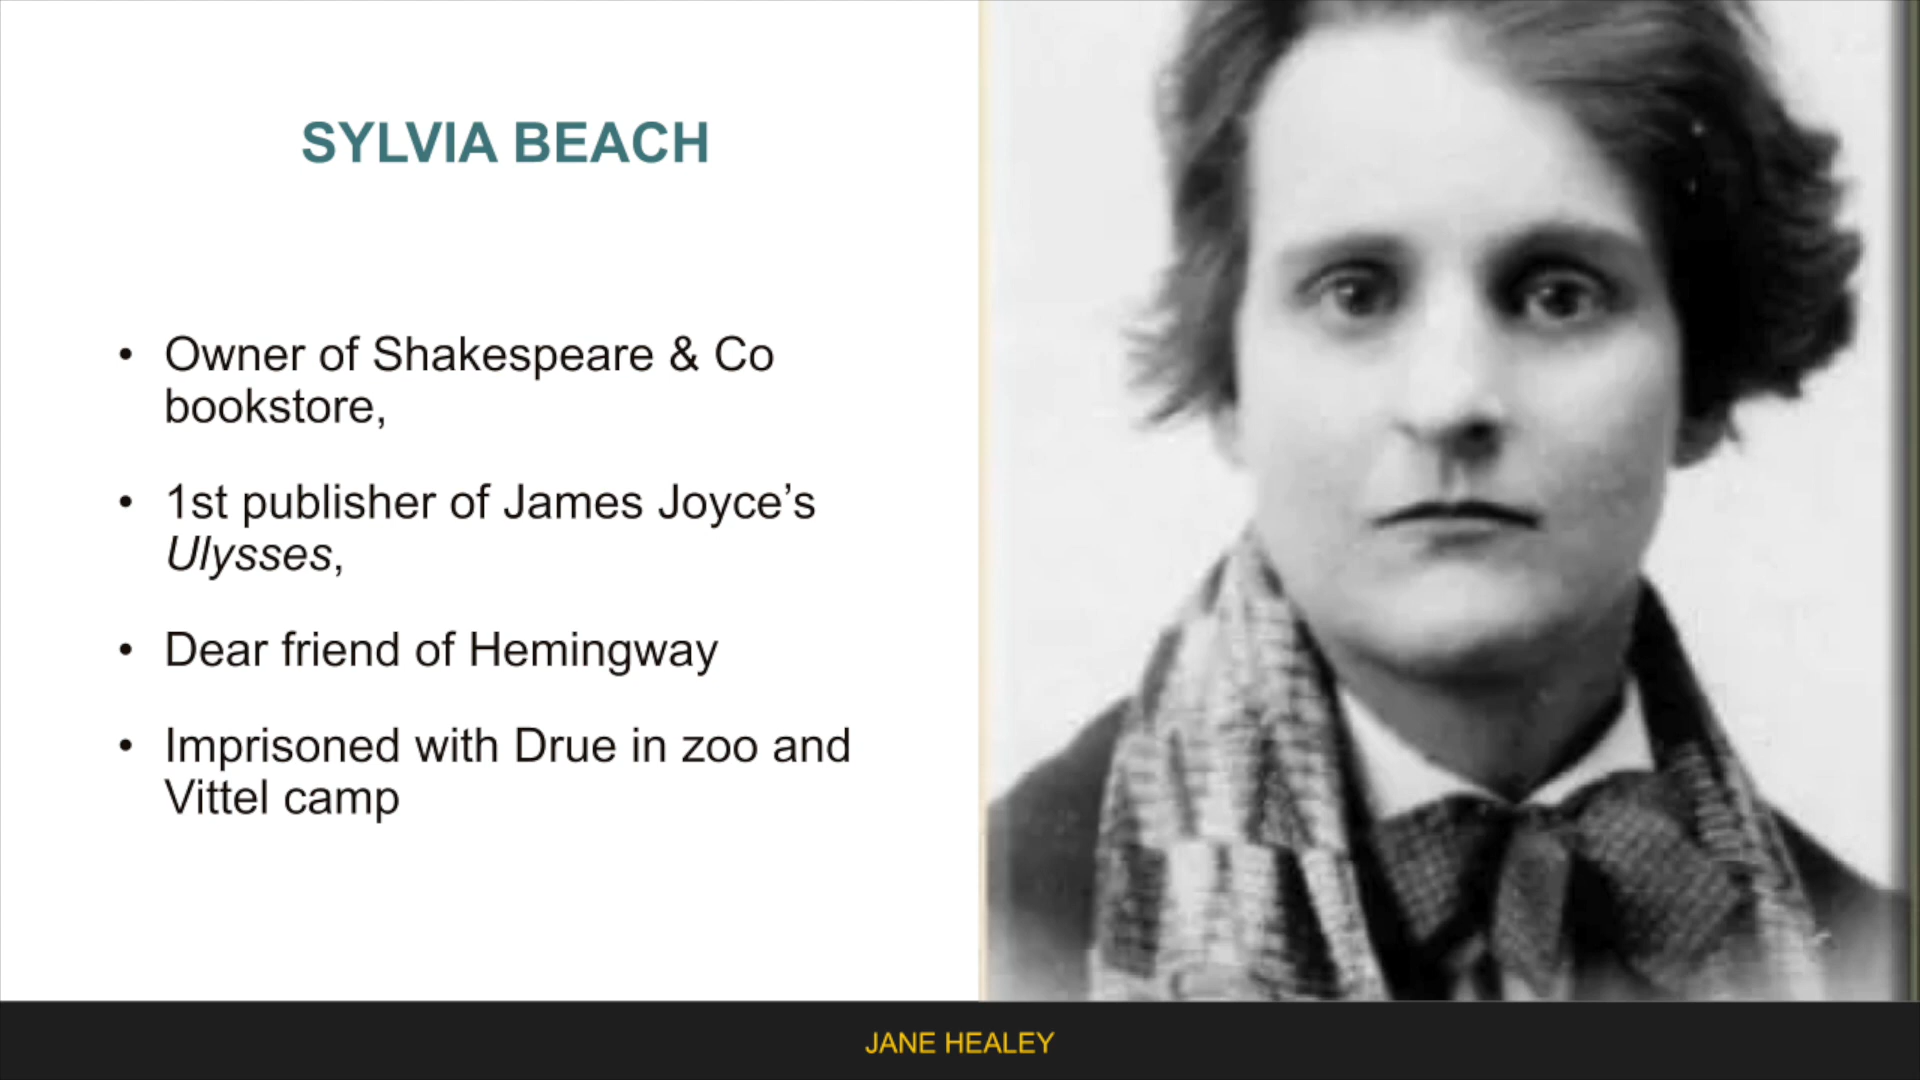 SYLVIA BEACH
• Owner of Shakespeare & Co
bookstore,
• 1st publisher of James Joyce’s
Ulysses,
• Dear friend of Hemingway
• Imprisoned with Drue in zoo and
Vittel camp
JANE HEALEY